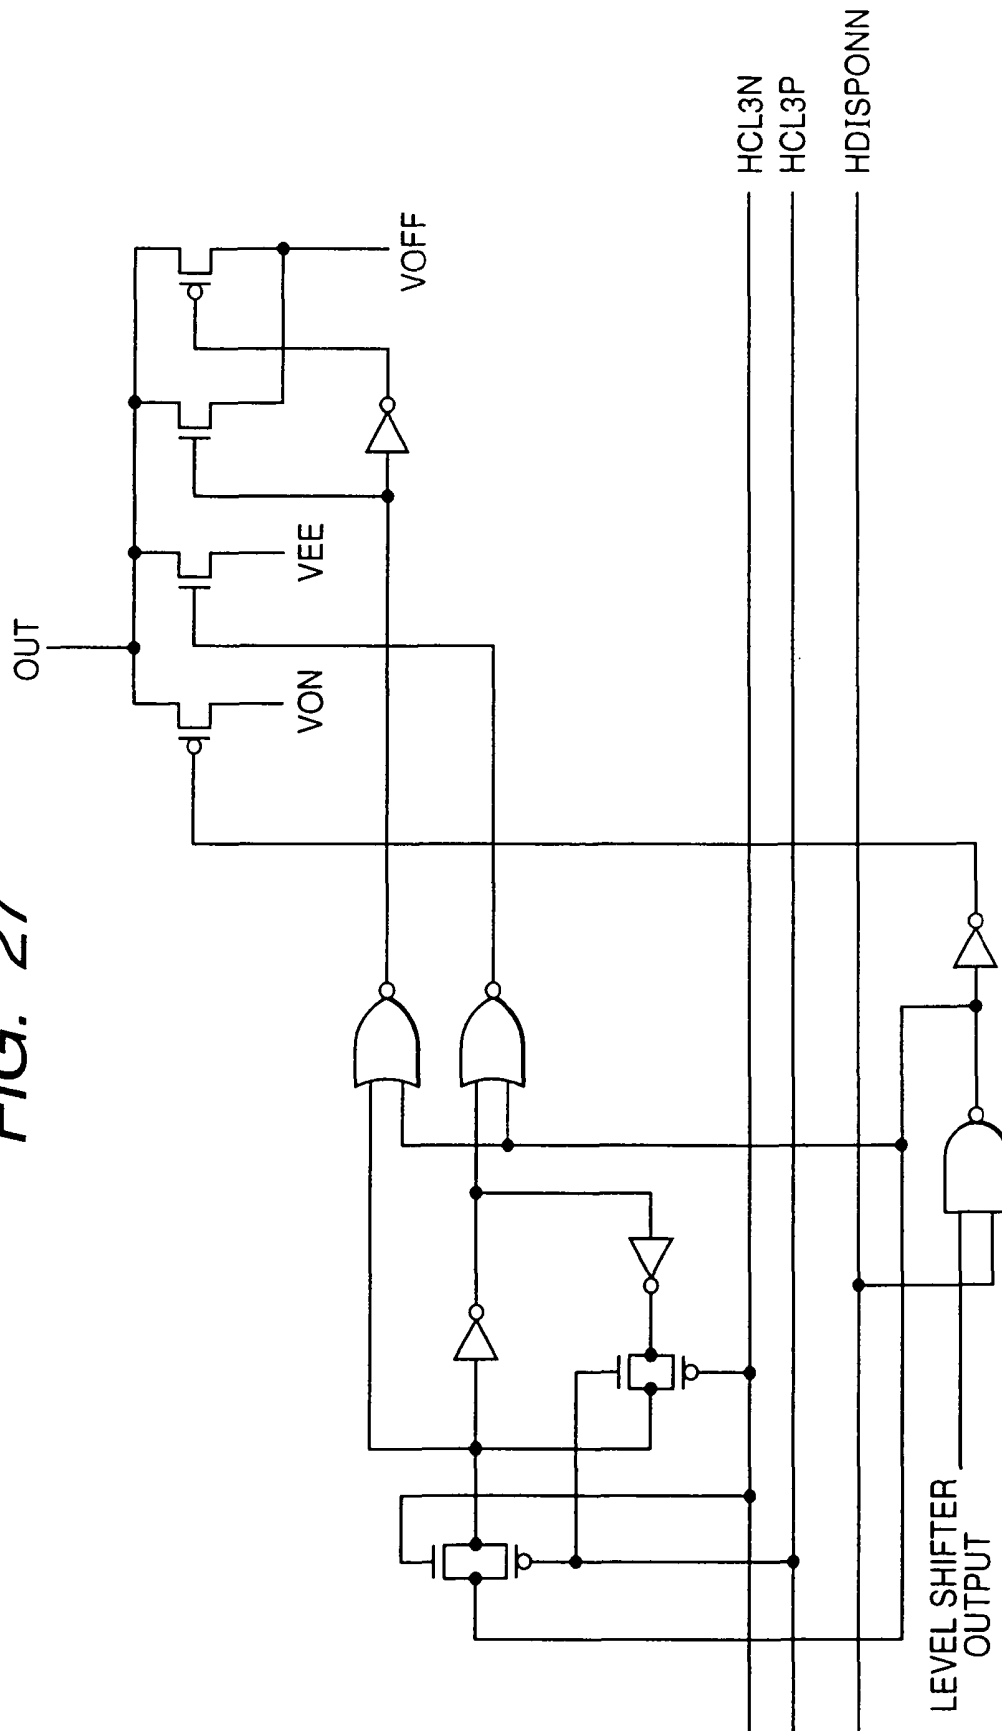 FIG. 27
OUT
VON
VEE
VOFF
HCL3N
HCL3P
HDISPONN
LEVEL SHIFTER
OUTPUT